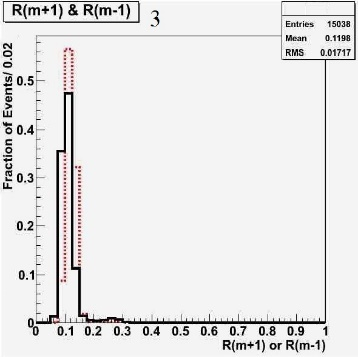 R(m+1) & R(m-1)
3
Entries 15038
Mean 0.1198
RMS 0.01717
Fraction of Events/ 0.02
0.5
0.4
0.3
0.2
0.1
0
0 0.1 0.2 0.3 0.4 0.5 0.6 0.7 0.8 0.9 1
R(m+1) or R(m-1)